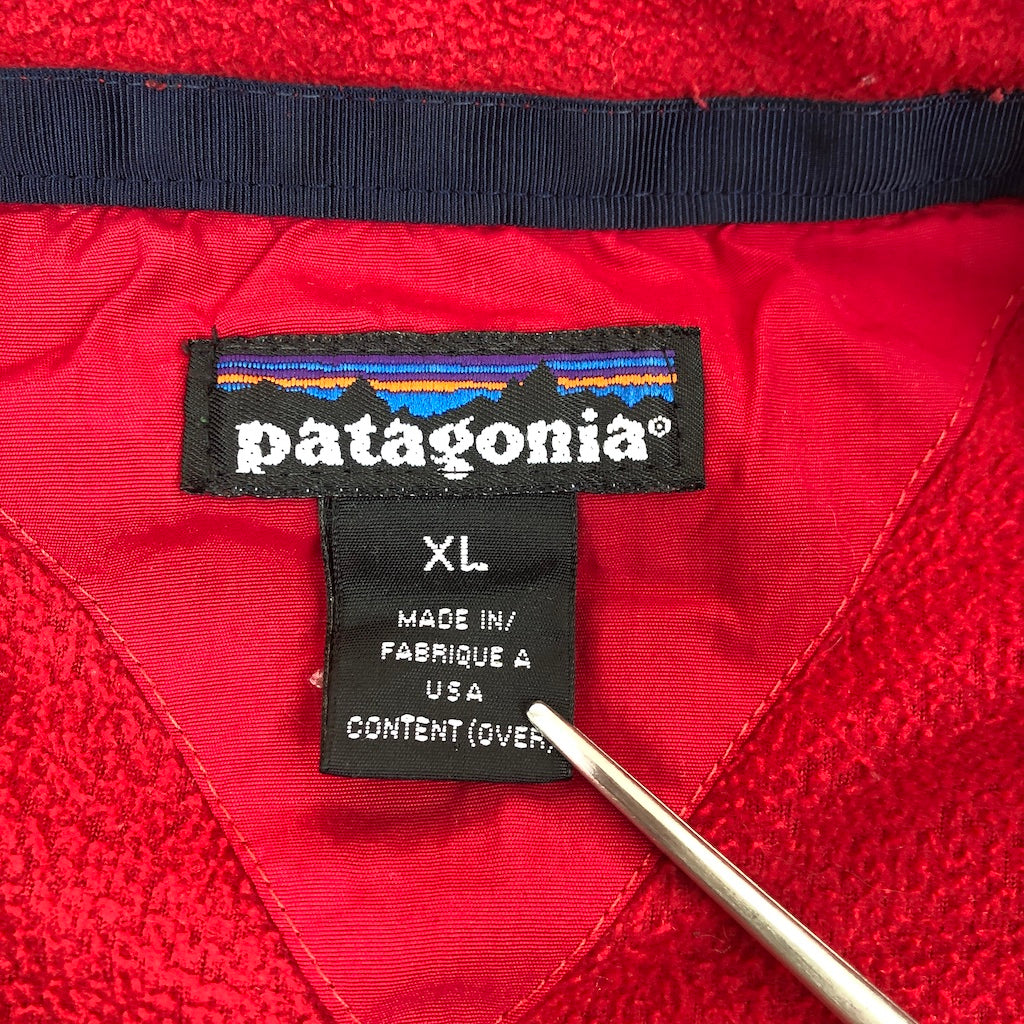 patagonia®
XL
MADE IN/
FABRIQUE A
USA
CONTENT (OVER)